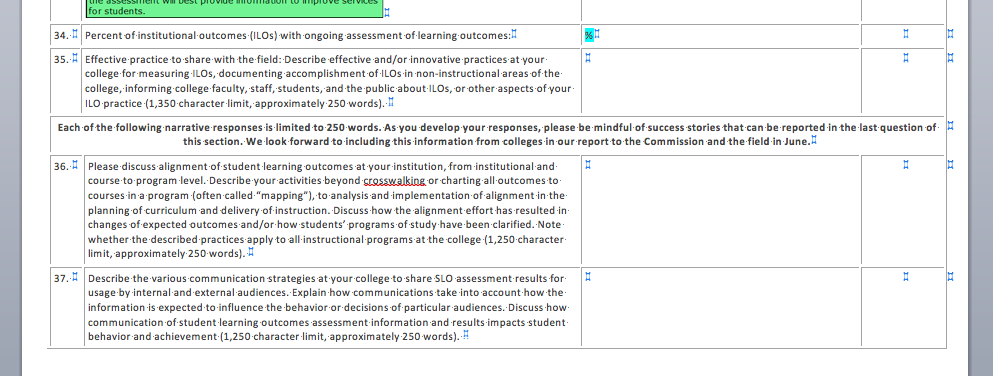 the assessment will best provide information to improve services
for students.
34. Percent of institutional outcomes (ILOs) with ongoing assessment of learning outcomes:
%
35. Effective practice to share with the field: Describe effective and/or innovative practices at your
college for measuring ILOs, documenting accomplishment of ILOs in non-instructional areas of the
college, informing college faculty, staff, students, and the public about ILOs, or other aspects of your
ILO practice (1,350 character limit, approximately 250 words).
Each of the following narrative responses is limited to 250 words. As you develop your responses, please be mindful of success stories that can be reported in the last question of
this section. We look forward to including this information from colleges in our report to the Commission and the field in June.
36. Please discuss alignment of student learning outcomes at your institution, from institutional and
course to program level. Describe your activities beyond crosswalking or charting all outcomes to
courses in a program (often called “mapping”), to analysis and implementation of alignment in the
planning of curriculum and delivery of instruction. Discuss how the alignment effort has resulted in
changes of expected outcomes and/or how students’ programs of study have been clarified. Note
whether the described practices apply to all instructional programs at the college (1,250 character
limit, approximately 250 words).
37. Describe the various communication strategies at your college to share SLO assessment results for
usage by internal and external audiences. Explain how communications take into account how the
information is expected to influence the behavior or decisions of particular audiences. Discuss how
communication of student learning outcomes assessment information and results impacts student
behavior and achievement (1,250 character limit, approximately 250 words).